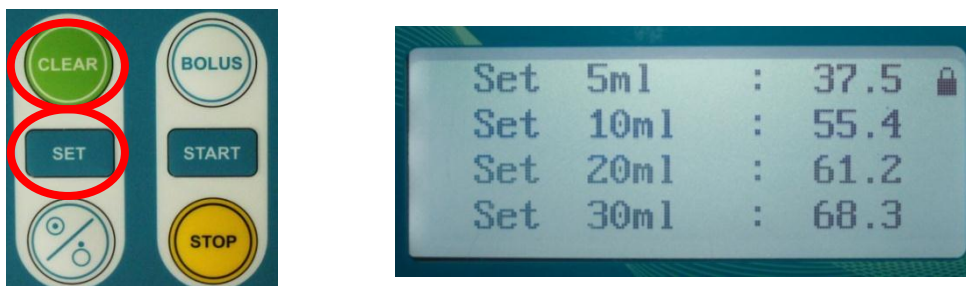 CLEAR
BOLUS
SET
START
STOP
Set 5ml : 37.5
Set 10ml : 55.4
Set 20ml : 61.2
Set 30ml : 68.3